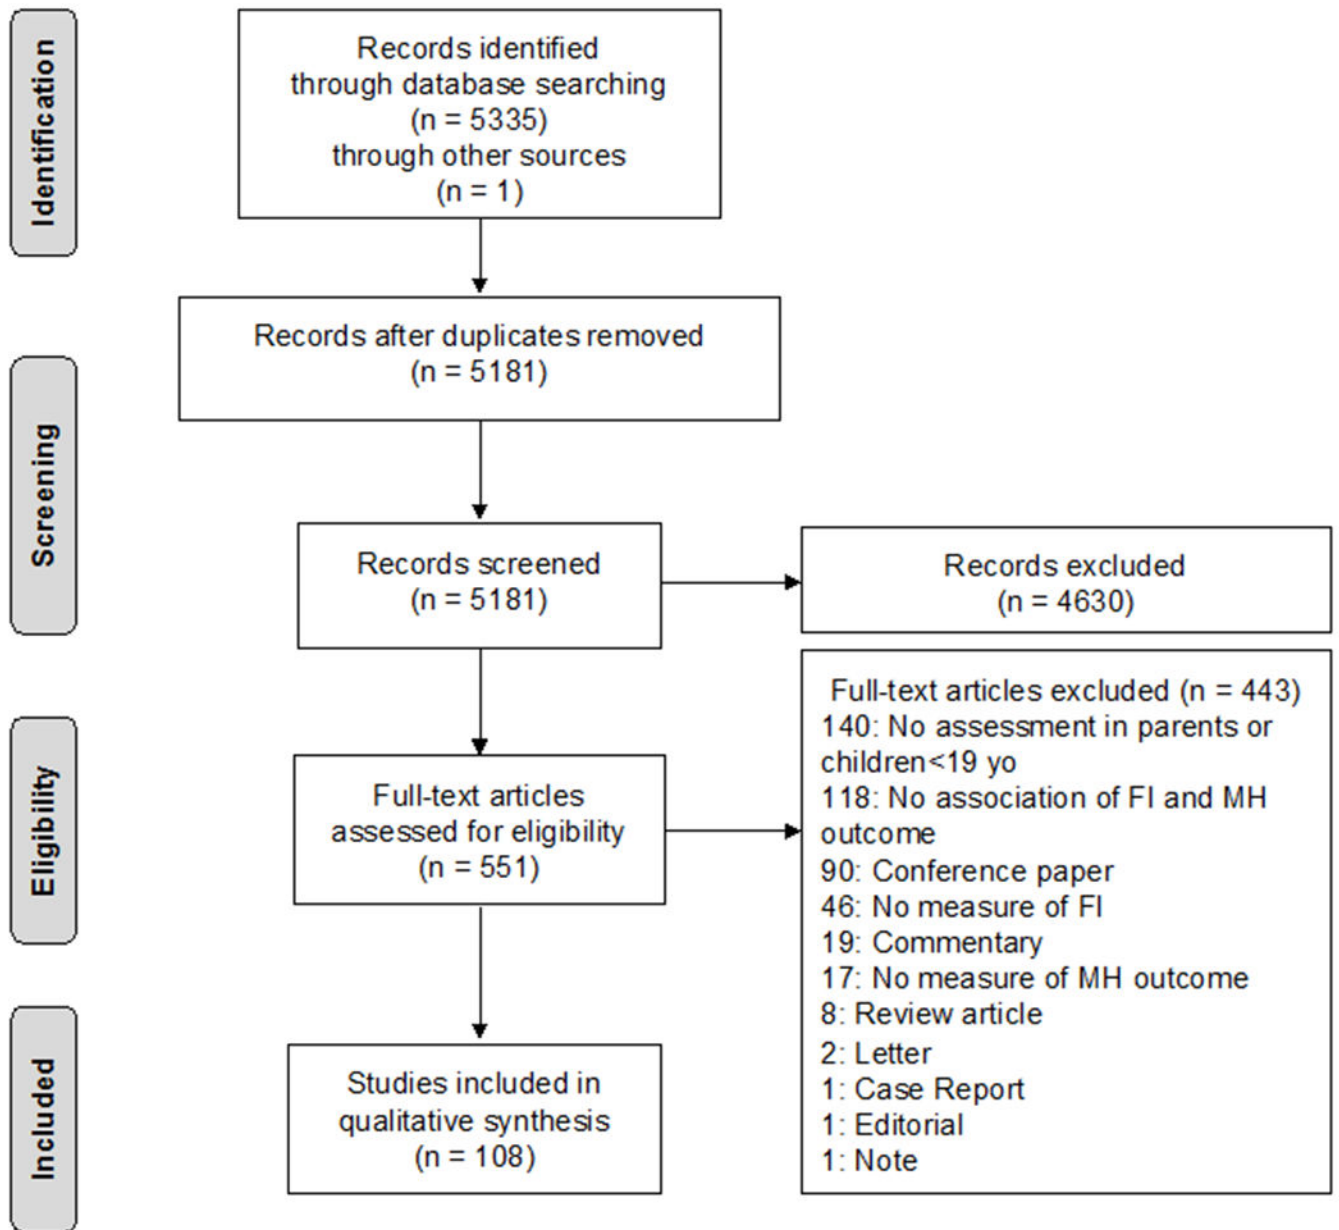 Identification
Records identified
through database searching
(n = 5335)
through other sources
(n = 1)
Records after duplicates removed
(n = 5181)
Screening
Records screened
(n = 5181)
Records excluded
(n = 4630)
Eligibility
Full-text articles
assessed for eligibility
(n = 551)
Full-text articles excluded (n = 443)
140: No assessment in parents or
children<19 yo
118: No association of FI and MH
outcome
90: Conference paper
46: No measure of FI
19: Commentary
17: No measure of MH outcome
8: Review article
2: Letter
1: Case Report
1: Editorial
1: Note
Included
Studies included in
qualitative synthesis
(n = 108)